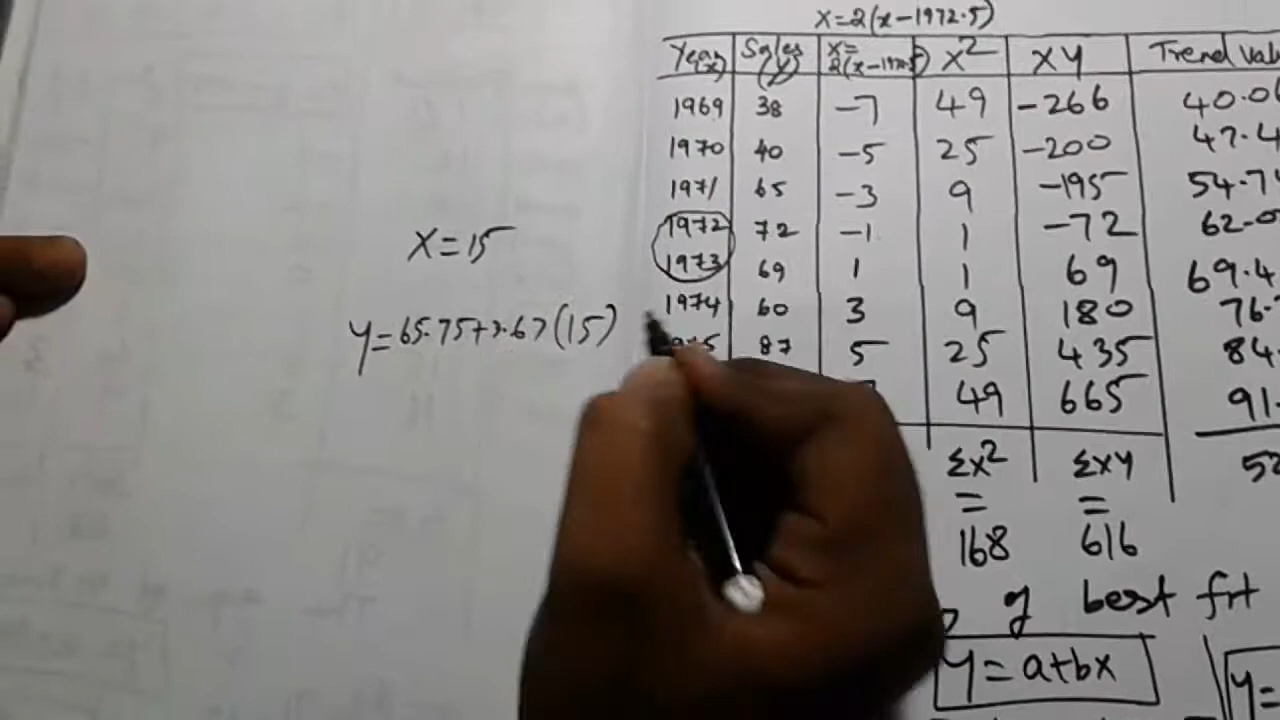 X=2(x-1972.5)
Year (x) Sales (y) X=2(x-1972.5) X² XY Trend Val
1969 38 -7 49 -266 40.06
1970 40 -5 25 -200 47.4
1971 65 -3 9 -195 54.74
1972 72 -1 1 -72 62.0
1973 69 1 1 69 69.4
1974 60 3 9 180 76.
87 5 25 435 84.
49 665 91.
Σx² Σxy
= =
168 616
best fit
y=a+bx y=
X=15
y=65.75+3.67(15)